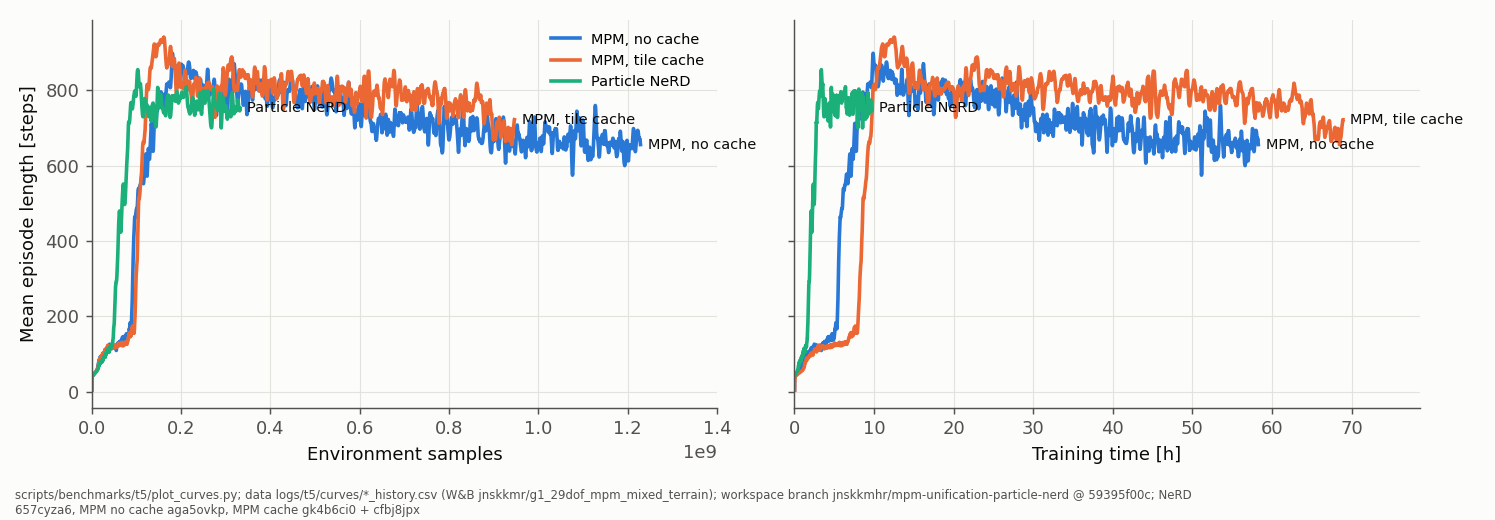 MPM, no cache
MPM, tile cache
Particle NeRD
800
600
400
200
0
Mean episode length [steps]
Particle NeRD
MPM, tile cache
MPM, no cache
0.0 0.2 0.4 0.6 0.8 1.0 1.2 1.4
1e9
Environment samples
Particle NeRD
MPM, tile cache
MPM, no cache
0 10 20 30 40 50 60 70
Training time [h]
scripts/benchmarks/t5/plot_curves.py; data logs/t5/curves/*_history.csv (W&B jnskkmr/g1_29dof_mpm_mixed_terrain); workspace branch jnskkmhr/mpm-unification-particle-nerd @ 59395f00c; NeRD
657cyza6, MPM no cache aga5ovkp, MPM cache gk4b6ci0 + cfbj8jpx